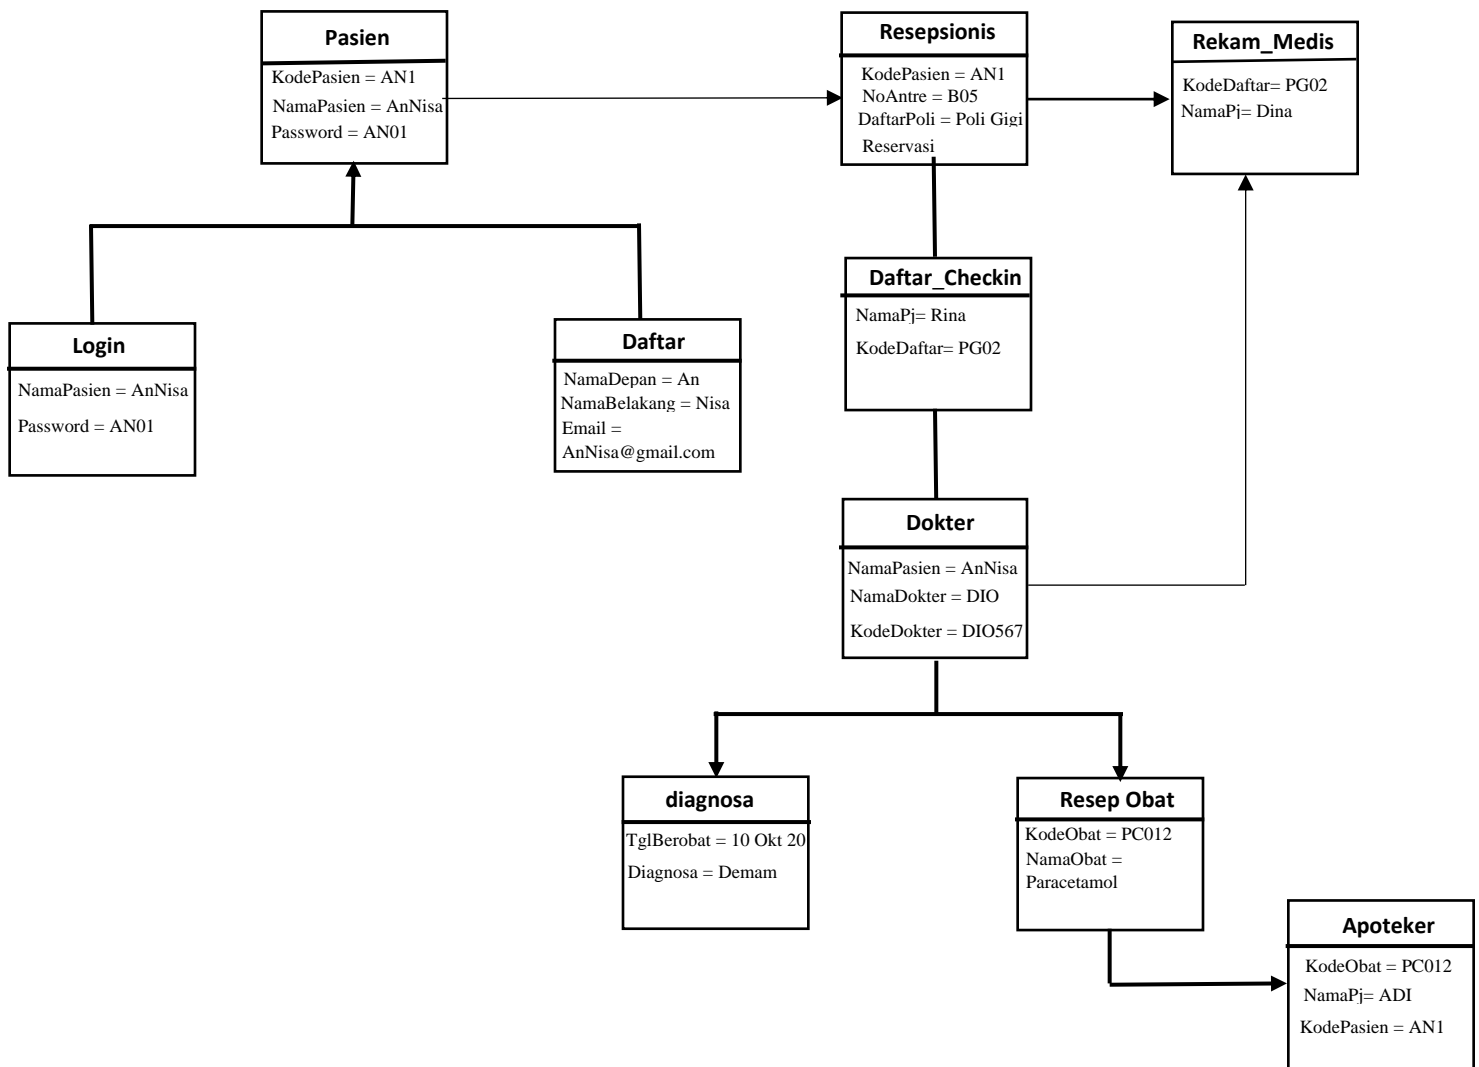 Pasien
KodePasien = AN1
NamaPasien = AnNisa
Password = AN01
Resepsionis
KodePasien = AN1
NoAntre = B05
DaftarPoli = Poli Gigi
Reservasi
Rekam_Medis
KodeDaftar= PG02
NamaPj= Dina
Login
NamaPasien = AnNisa
Password = AN01
Daftar
NamaDepan = An
NamaBelakang = Nisa
Email =
AnNisa@gmail.com
Daftar_Checkin
NamaPj= Rina
KodeDaftar= PG02
Dokter
NamaPasien = AnNisa
NamaDokter = DIO
KodeDokter = DIO567
diagnosa
TglBerobat = 10 Okt 20
Diagnosa = Demam
Resep Obat
KodeObat = PC012
NamaObat =
Paracetamol
Apoteker
KodeObat = PC012
NamaPj= ADI
KodePasien = AN1